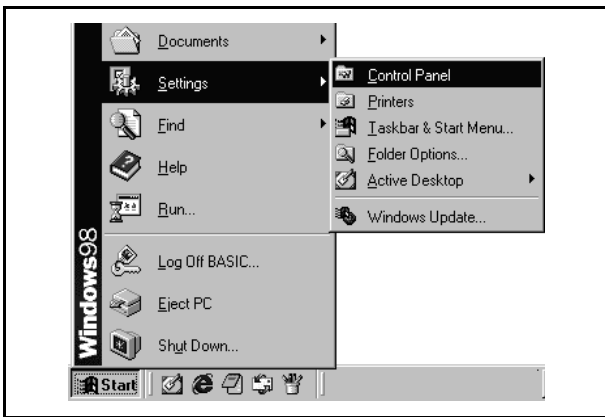 Documents
Settings
Find
Help
Run...
Log Off BASIC...
Eject PC
Shut Down...
Windows98
Control Panel
Printers
Taskbar & Start Menu...
Folder Options...
Active Desktop
Windows Update...
Start